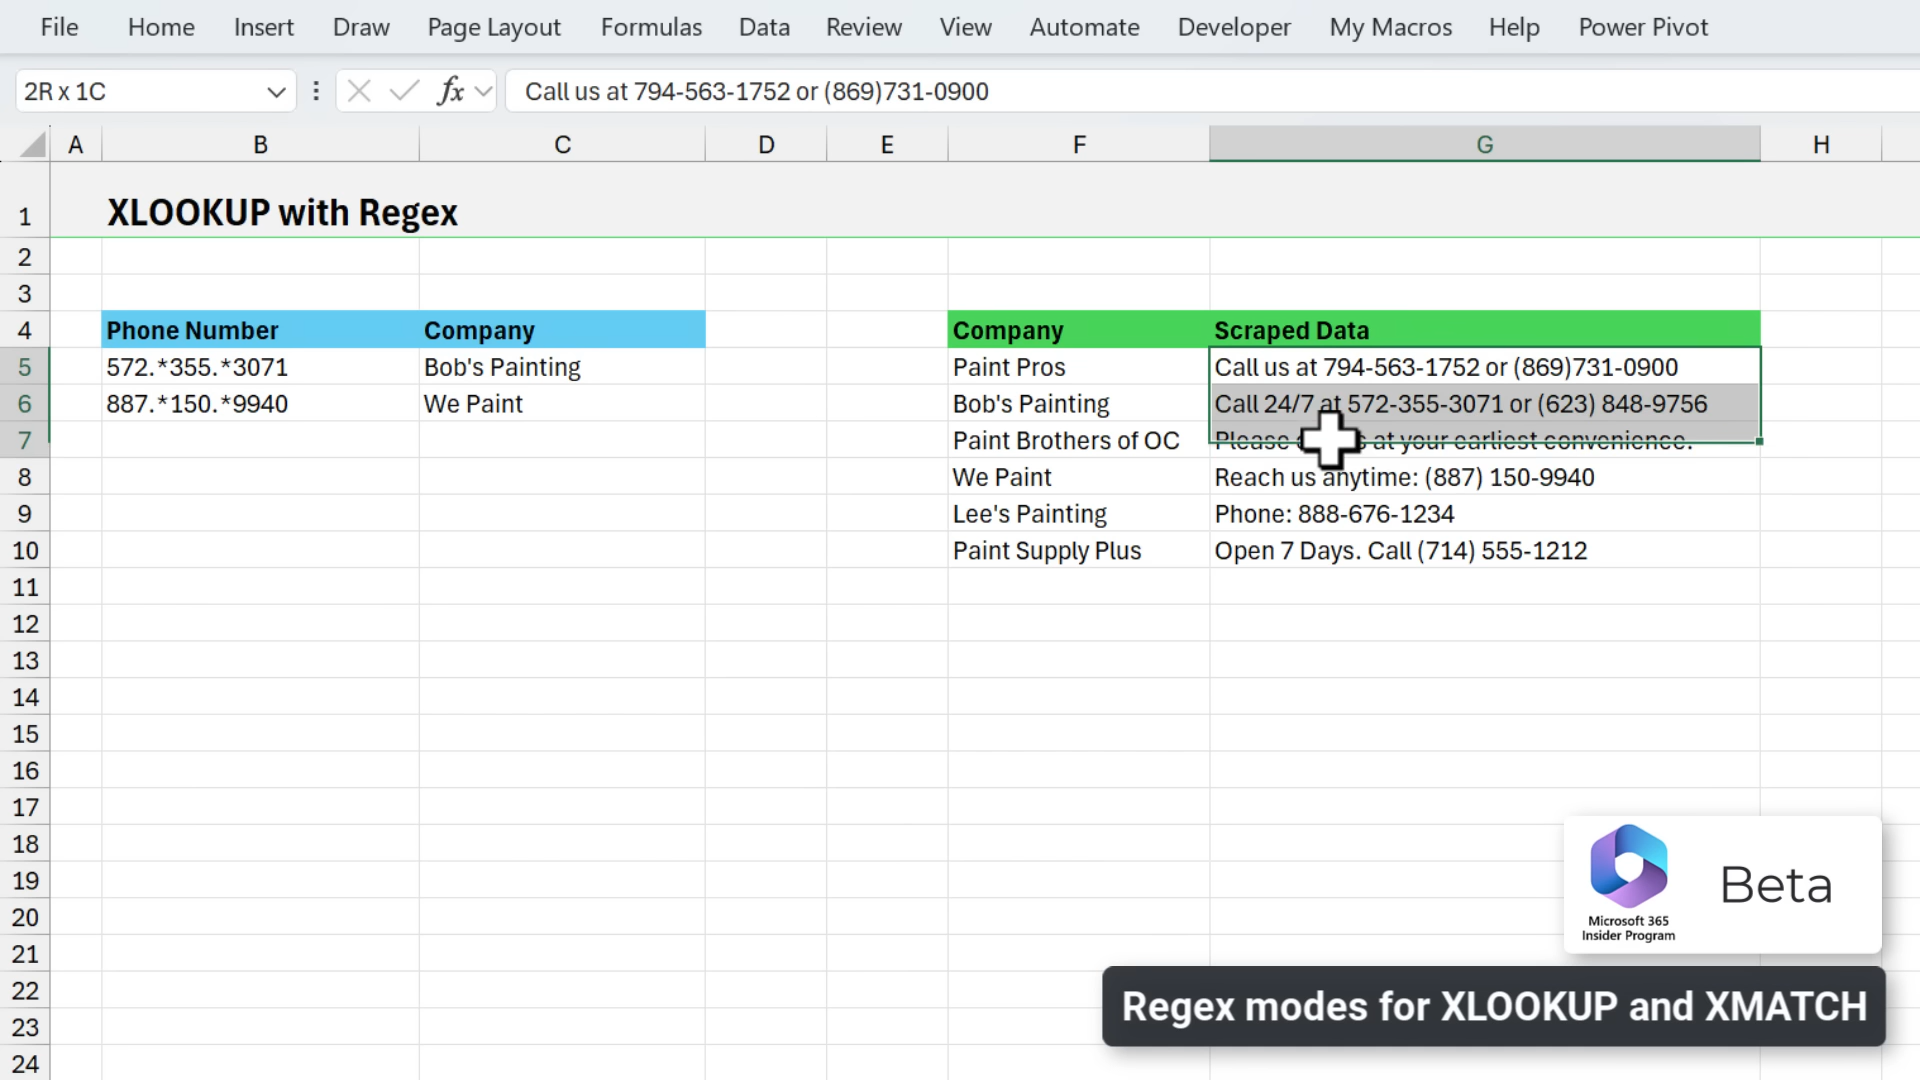 File Home Insert Draw Page Layout Formulas Data Review View Automate Developer My Macros Help Power Pivot
2R x 1C fx Call us at 794-563-1752 or (869)731-0900
A B C D E F G H
1 XLOOKUP with Regex
2
3
4 Phone Number Company Company Scraped Data
5 572.*355.*3071 Bob's Painting Paint Pros Call us at 794-563-1752 or (869)731-0900
6 887.*150.*9940 We Paint Bob's Painting Call 24/7 at 572-355-3071 or (623) 848-9756
7 Paint Brothers of OC Please at your earliest convenience.
8 We Paint Reach us anytime: (887) 150-9940
9 Lee's Painting Phone: 888-676-1234
10 Paint Supply Plus Open 7 Days. Call (714) 555-1212
11
12
13
14
15
16
17
18
19
20
21
22
23
24
Beta
Microsoft 365
Insider Program
Regex modes for XLOOKUP and XMATCH